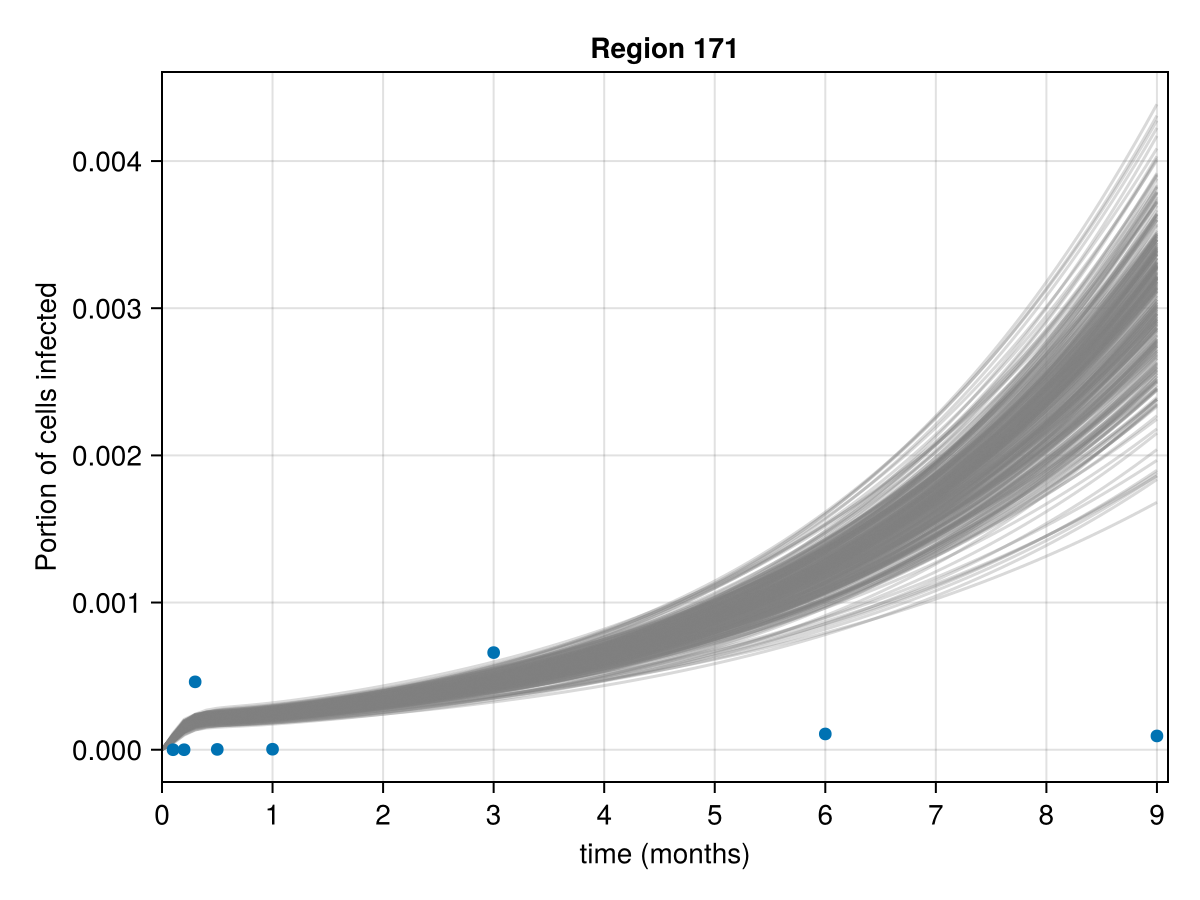 Region 171
Portion of cells infected
0.004
0.003
0.002
0.001
0.000
0 1 2 3 4 5 6 7 8 9
time (months)